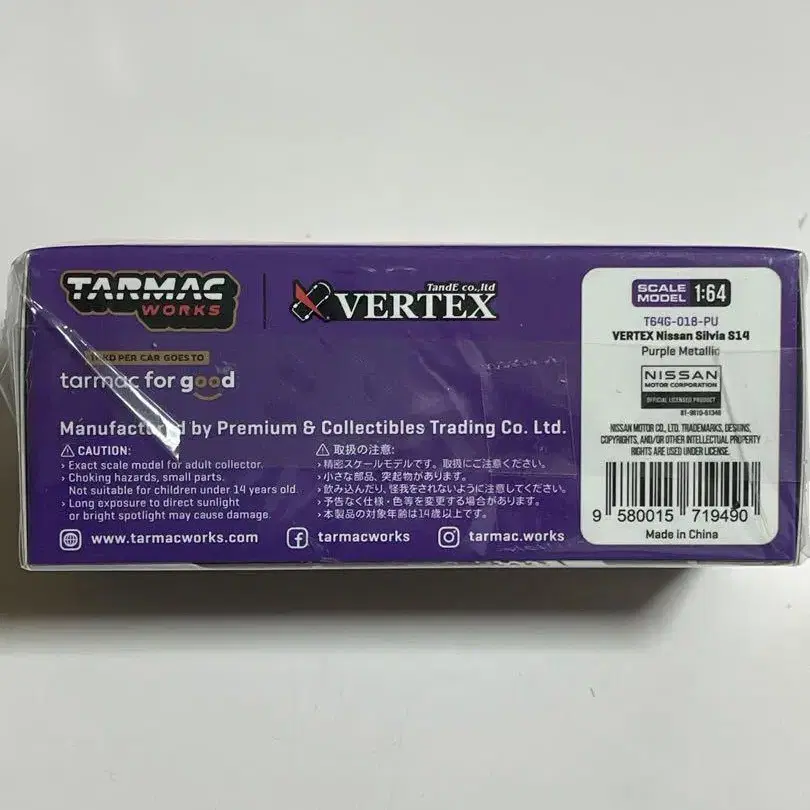 TARMAC
WORKS
TandE co.,ltd
VERTEX
KD PER CAR GOES TO
tarmac for good
Manufactured by Premium & Collectibles Trading Co. Ltd.
CAUTION:
› Exact scale model for adult collector.
› Choking hazards, small parts.
Not suitable for children under 14 years old.
› Long exposure to direct sunlight
or bright spotlight may cause damage.
取扱の注意:
› 精密スケールモデルです。取扱にご注意ください。
› 小さな部品、突起物があります。
› 飲み込んだり、怪我をされないように注意してください。
› 予告なく仕様・色等を変更する場合があります。
› 本製品の対象年齢は14歳以上です。
www.tarmacworks.com
tarmacworks
tarmac.works
SCALE
MODEL 1:64
T64G-018-PU
VERTEX Nissan Silvia S14
Purple Metallic
NISSAN
MOTOR CORPORATION
OFFICIAL LICENSED PRODUCT
NISSAN MOTOR CO., LTD. TRADEMARKS, DESIGNS,
COPYRIGHTS, AND/OR OTHER INTELLECTUAL PROPERTY
RIGHTS ARE USED UNDER LICENSE.
9 580015 719490
Made in China